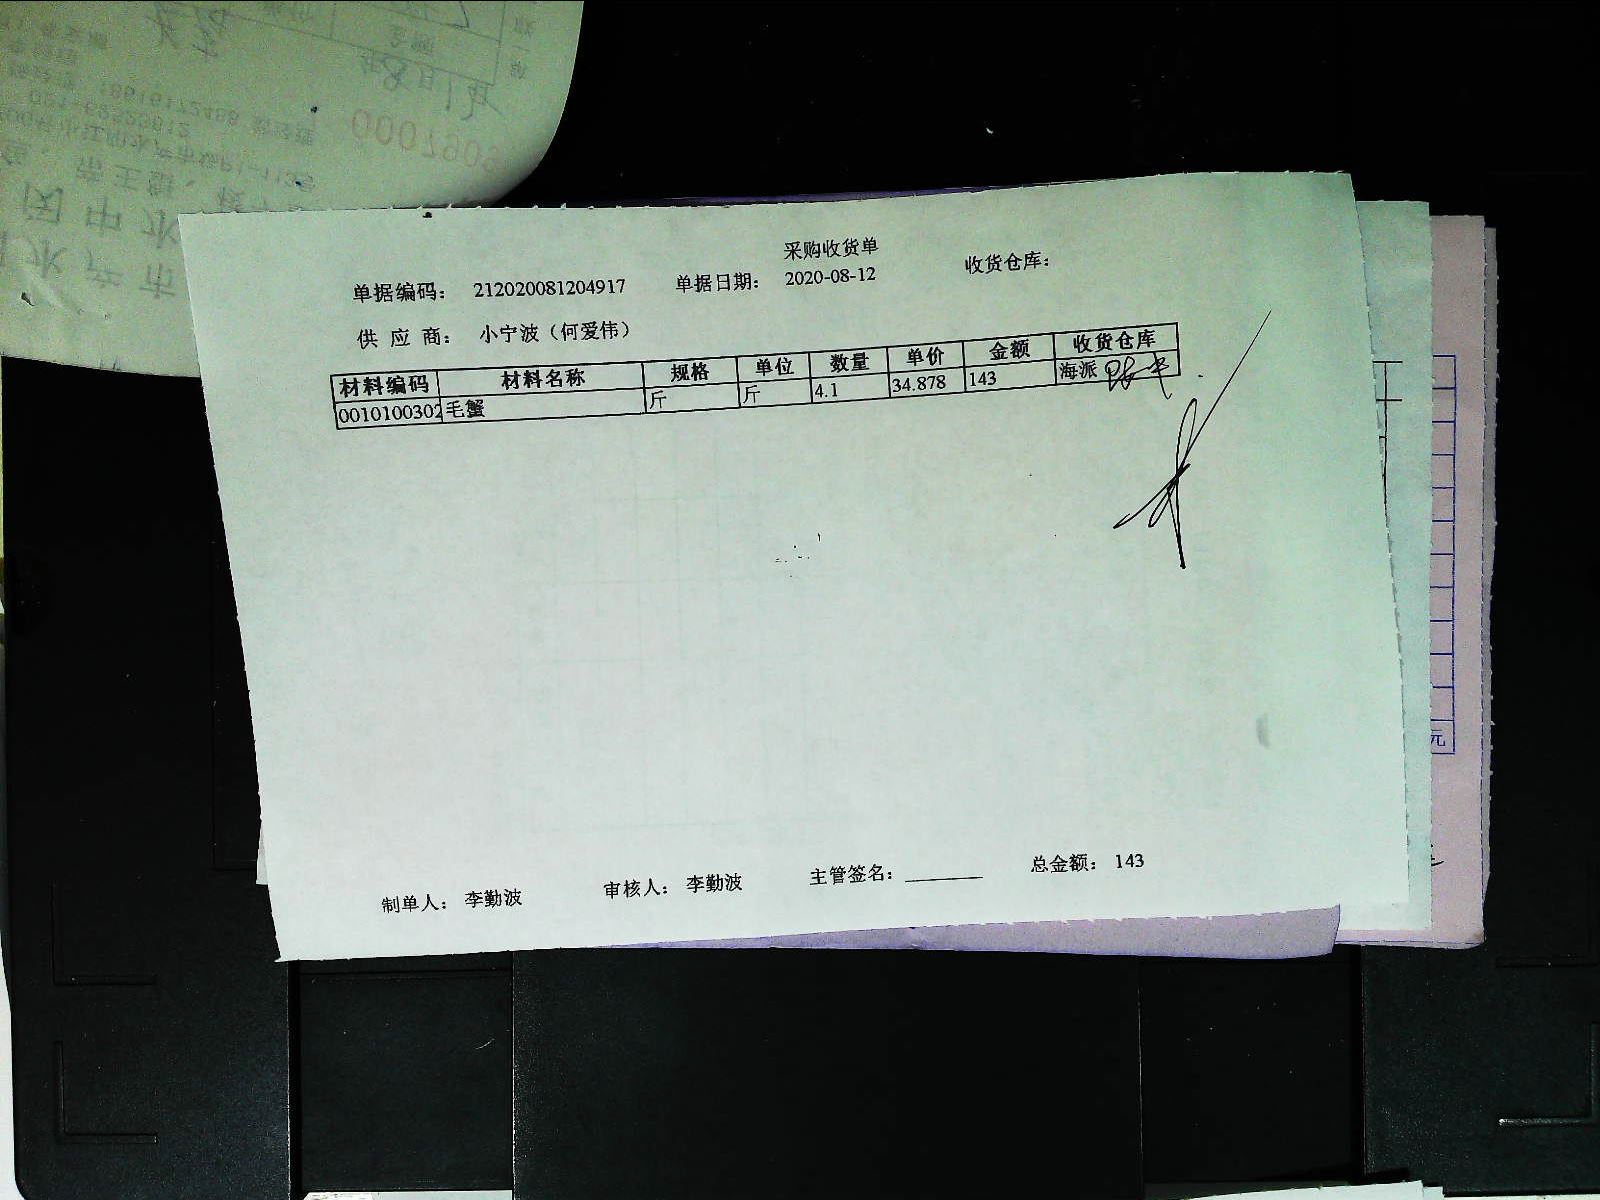 采购收货单
单据编码： 212020081204917 单据日期： 2020-08-12 收货仓库：
供 应 商： 小宁波（何爱伟）
材料编码 材料名称 规格 单位 数量 单价 金额 收货仓库
0010100302 毛蟹 斤 斤 4.1 34.878 143 海派
制单人： 李勤波 审核人： 李勤波 主管签名： 总金额： 143
0007909
021-62523812
元